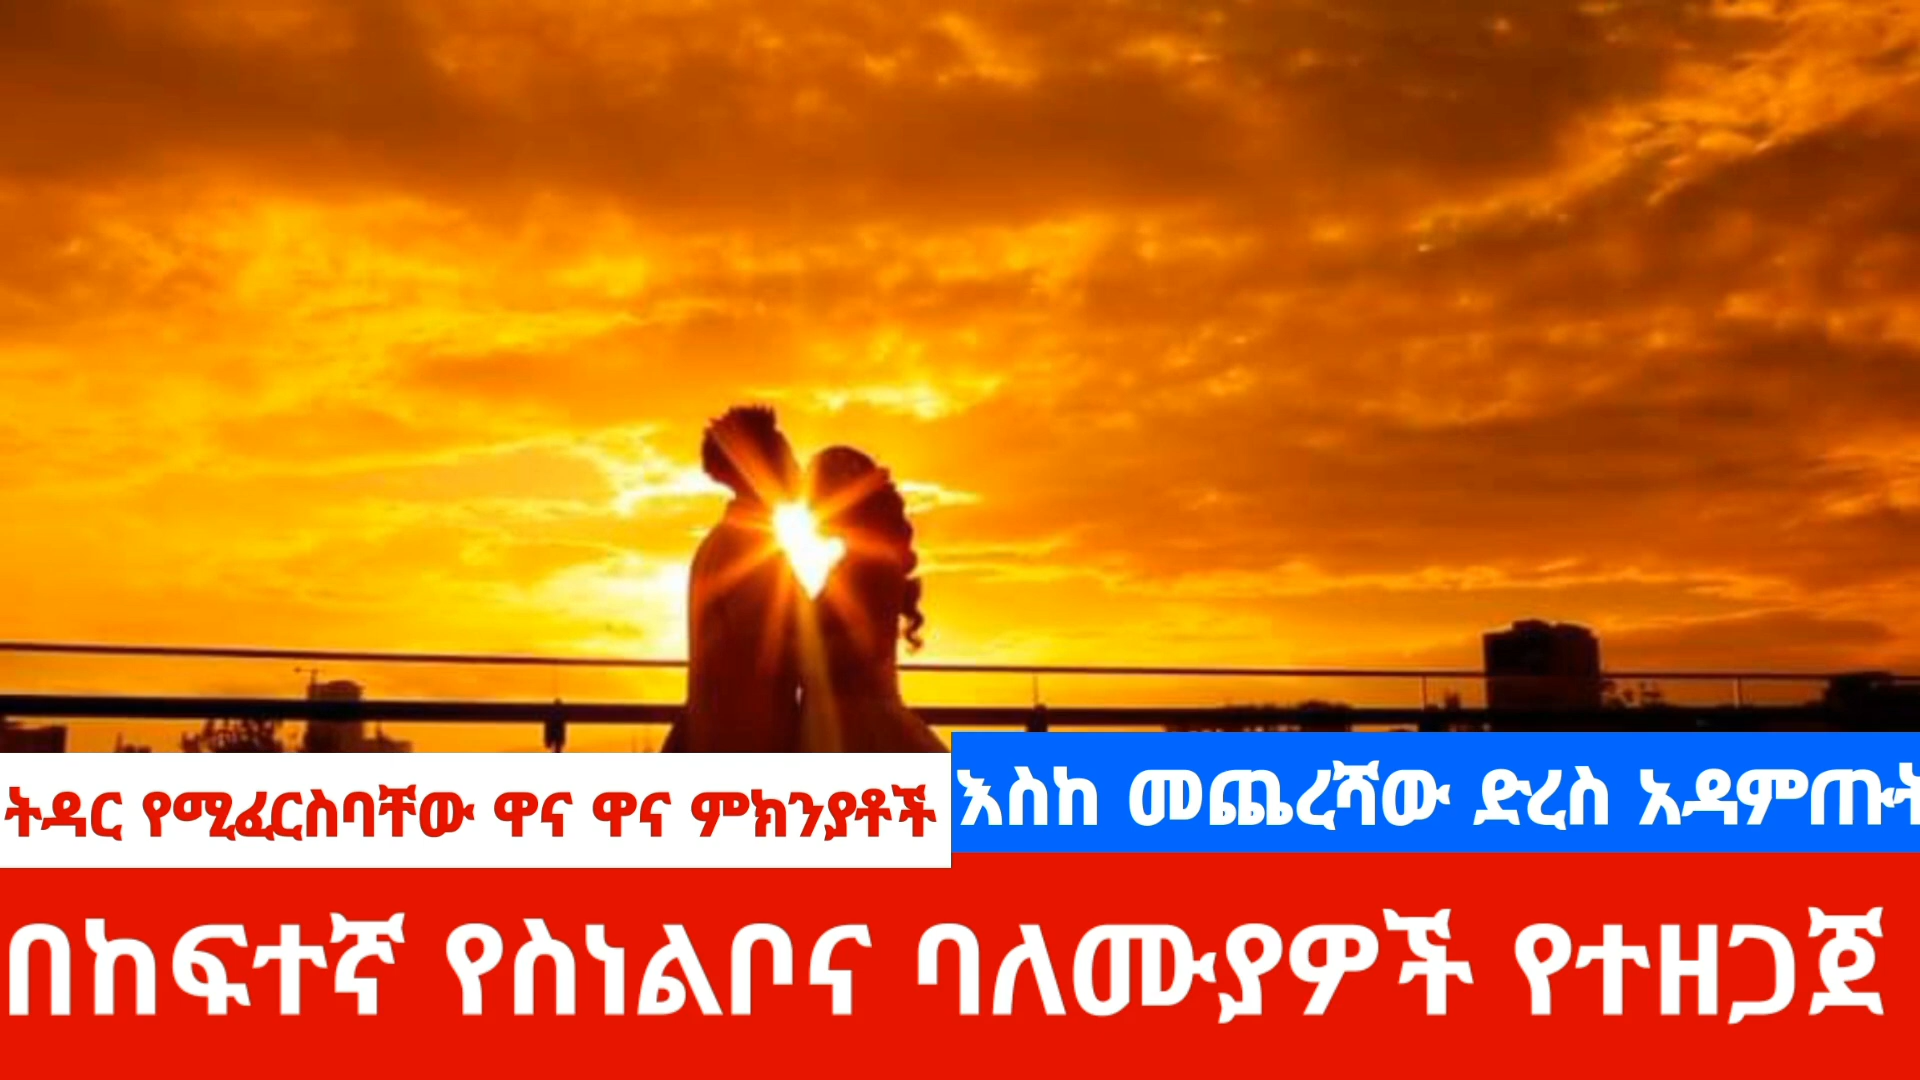 ትዳር የሚፈርስባቸው ዋና ዋና ምክንያቶች
እስከ መጨረሻው ድረስ አዳምጡት
በከፍተኛ የስነልቦና ባለሙያዎች የተዘጋጀ